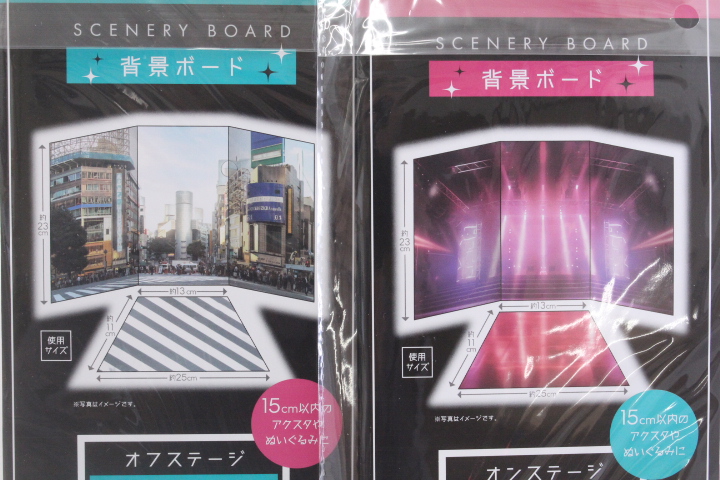 SCENERY BOARD
背景ボード
約23cm
約13cm
約11cm
約25cm
使用
サイズ
※写真はイメージです。
15cm以内の
アクスタや
ぬいぐるみに
オフステージ
SCENERY BOARD
背景ボード
約23cm
約13cm
約11cm
約25cm
使用
サイズ
※写真はイメージです。
15cm以内の
アクスタや
ぬいぐるみに
オンステージ